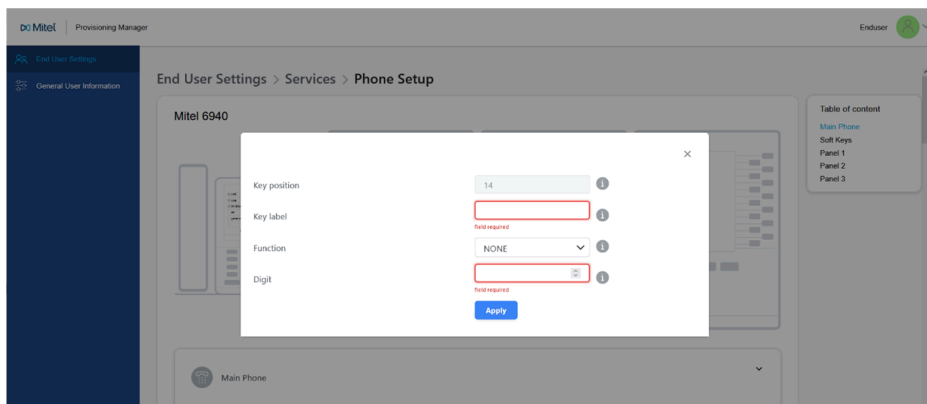 Mitel | Provisioning Manager
Enduser
End User Settings
General User Information
End User Settings > Services > Phone Setup
Mitel 6940
Table of content
Main Phone
Soft Keys
Panel 1
Panel 2
Panel 3
×
Key position
14
i
Key label
i
field required
Function
NONE
i
Digit
i
field required
Apply
Main Phone